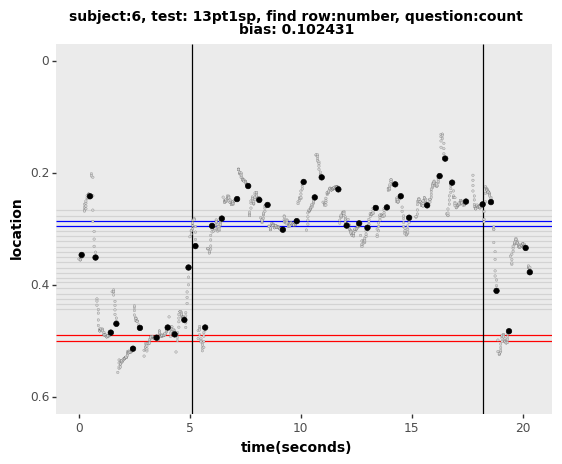 subject:6, test: 13pt1sp, find row:number, question:cpt
bias: 0.102431
0
0.2
0.4
0.6
location
0
5
10
15
20
time(seconds)